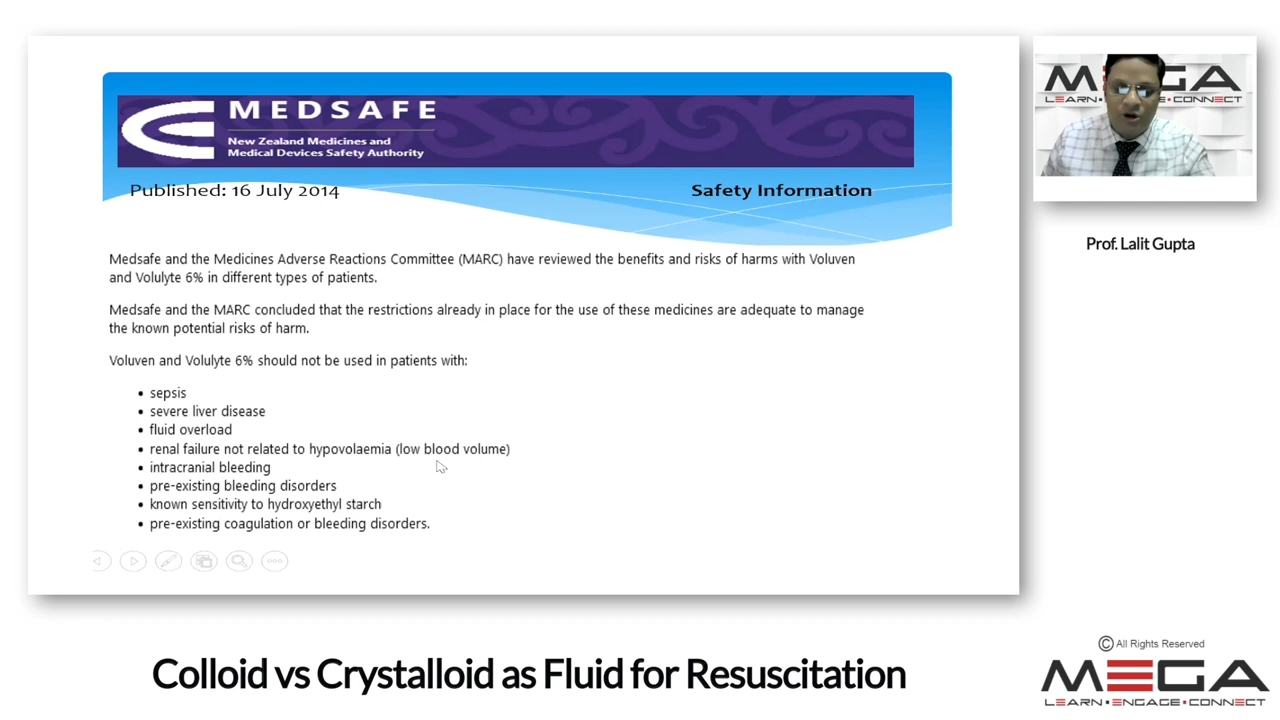 MEDSAFE
New Zealand Medicines and
Medical Devices Safety Authority
Published: 16 July 2014
Safety Information
Medsafe and the Medicines Adverse Reactions Committee (MARC) have reviewed the benefits and risks of harms with Voluven
and Volulyte 6% in different types of patients.
Medsafe and the MARC concluded that the restrictions already in place for the use of these medicines are adequate to manage
the known potential risks of harm.
Voluven and Volulyte 6% should not be used in patients with:
• sepsis
• severe liver disease
• fluid overload
• renal failure not related to hypovolaemia (low blood volume)
• intracranial bleeding
• pre-existing bleeding disorders
• known sensitivity to hydroxyethyl starch
• pre-existing coagulation or bleeding disorders.
MEGA
LEARN • ENGAGE • CONNECT
Prof. Lalit Gupta
Colloid vs Crystalloid as Fluid for Resuscitation
© All Rights Reserved
MEGA
LEARN • ENGAGE • CONNECT